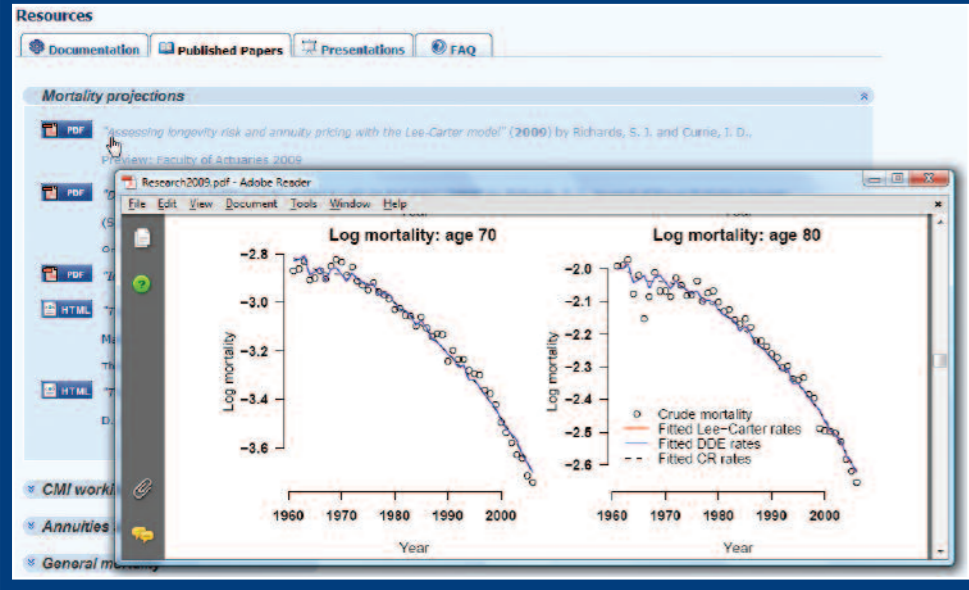 Resources
Documentation Published Papers Presentations FAQ
Mortality projections
PDF "Assessing longevity risk and annuity pricing with the Lee-Carter model" (2009) by Richards, S. J. and Currie, I. D.,
Preview: Faculty of Actuaries 2009
PDF
PDF
HTML
HTML
D.
CMI
Annuities
General
Research2009.pdf - Adobe Reader
File Edit View Document Tools Window Help
Log mortality: age 70
Log mortality
−2.8
−3.0
−3.2
−3.4
−3.6
1960 1970 1980 1990 2000
Year
Log mortality: age 80
Log mortality
−2.0
−2.1
−2.2
−2.3
−2.4
−2.5
−2.6
Crude mortality
Fitted Lee−Carter rates
Fitted DDE rates
Fitted CR rates
1960 1970 1980 1990 2000
Year